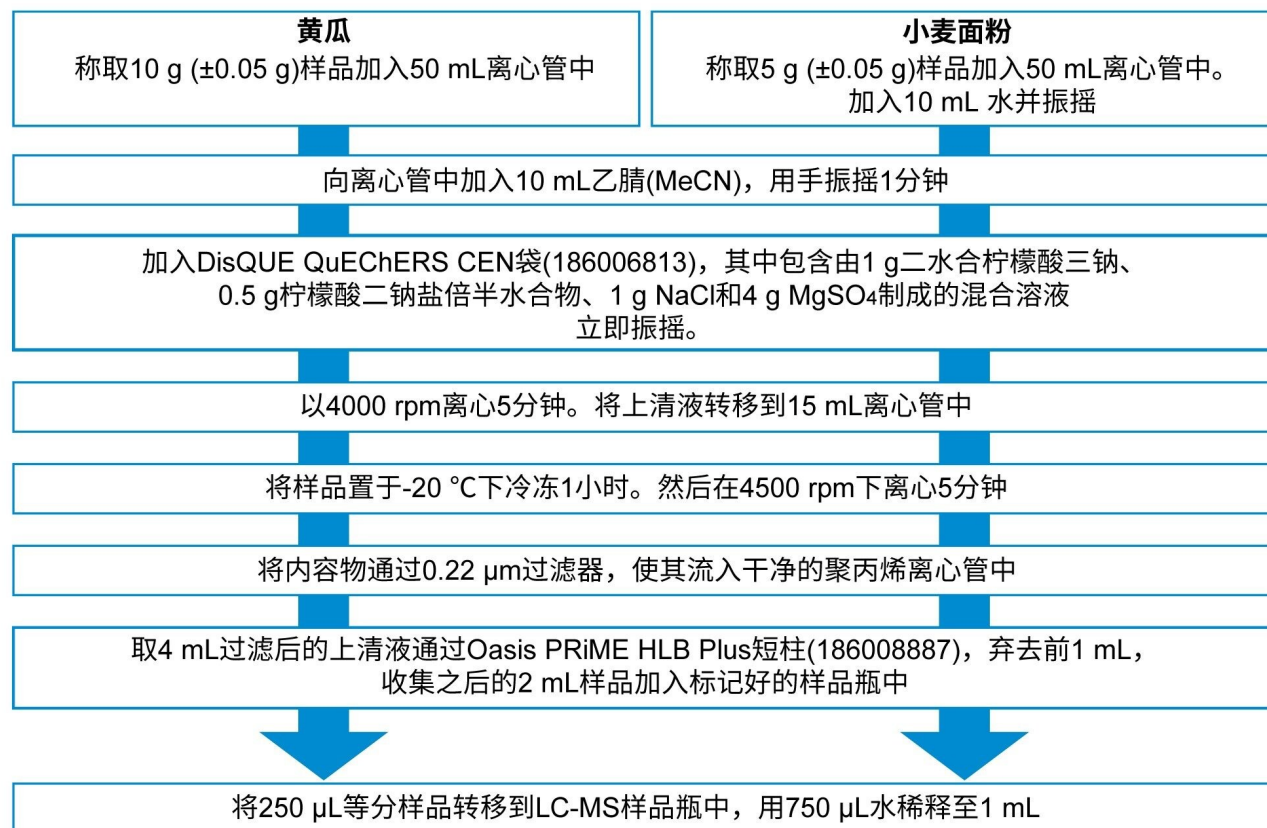 黄瓜
称取10 g (±0.05 g)样品加入50 mL离心管中
小麦面粉
称取5 g (±0.05 g)样品加入50 mL离心管中。
加入10 mL 水并振摇
向离心管中加入10 mL乙腈(MeCN)，用手振摇1分钟
加入DisQUE QuEChERS CEN袋(186006813)，其中包含由1 g二水合柠檬酸三钠、
0.5 g柠檬酸二钠盐倍半水合物、1 g NaCl和4 g MgSO₄制成的混合溶液
立即振摇。
以4000 rpm离心5分钟。将上清液转移到15 mL离心管中
将样品置于-20 °C下冷冻1小时。然后在4500 rpm下离心5分钟
将内容物通过0.22 µm过滤器，使其流入干净的聚丙烯离心管中
取4 mL过滤后的上清液通过Oasis PRiME HLB Plus短柱(186008887)，弃去前1 mL，
收集之后的2 mL样品加入标记好的样品瓶中
将250 µL等分样品转移到LC-MS样品瓶中，用750 µL水稀释至1 mL